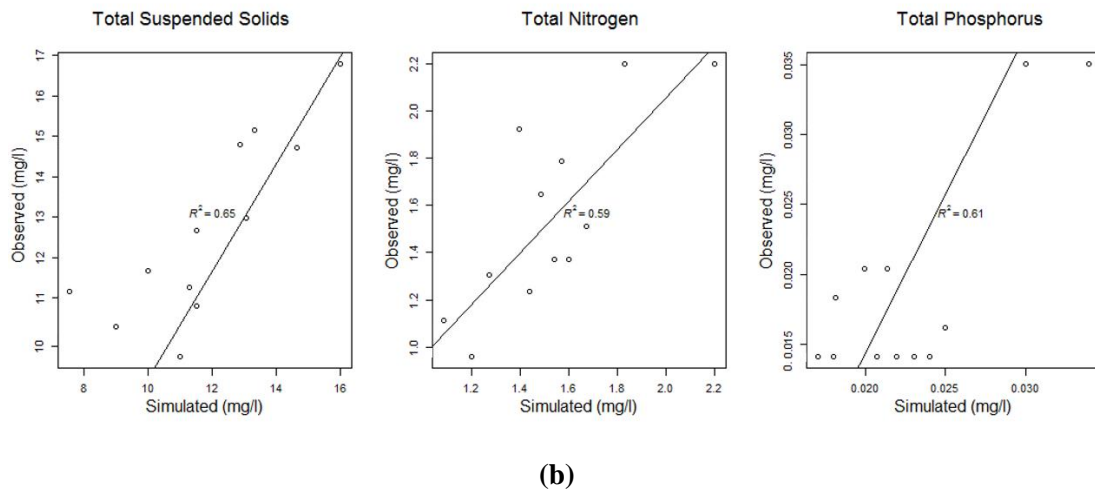 Total Suspended Solids
Observed (mg/l)
17
16
15
14
13
12
11
10
R² = 0.65
8 10 12 14 16
Simulated (mg/l)
Total Nitrogen
Observed (mg/l)
2.2
2.0
1.8
1.6
1.4
1.2
1.0
R² = 0.59
1.2 1.4 1.6 1.8 2.0 2.2
Simulated (mg/l)
Total Phosphorus
Observed (mg/l)
0.035
0.030
0.025
0.020
0.015
R² = 0.61
0.020 0.025 0.030
Simulated (mg/l)
(b)